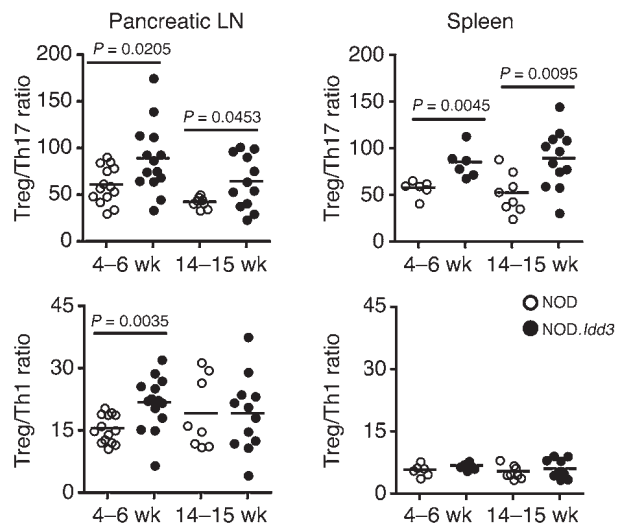 Pancreatic LN
Spleen
Treg/Th17 ratio
200
150
100
50
0
P = 0.0205
P = 0.0453
4–6 wk 14–15 wk
Treg/Th17 ratio
200
150
100
50
0
P = 0.0045
P = 0.0095
4–6 wk 14–15 wk
Treg/Th1 ratio
45
30
15
0
P = 0.0035
4–6 wk 14–15 wk
Treg/Th1 ratio
45
30
15
0
NOD
NOD.Idd3
4–6 wk 14–15 wk